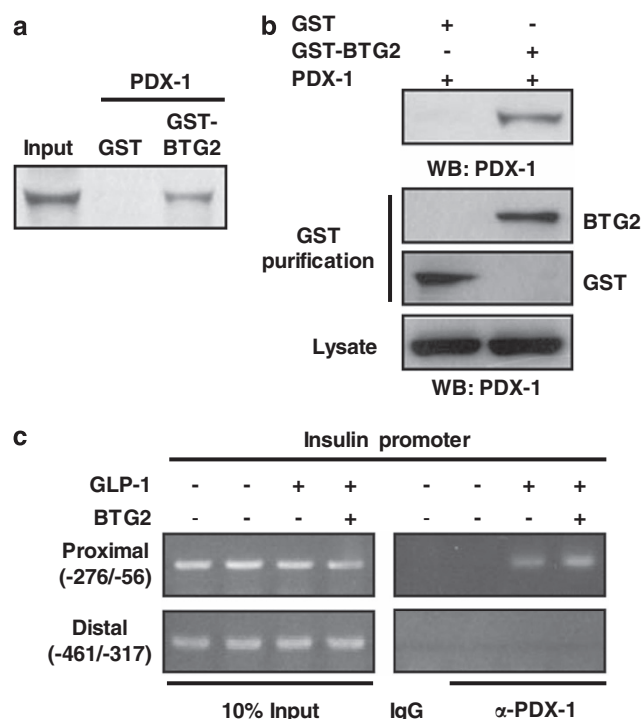 a
PDX-1
Input GST GST-
BTG2
b
GST + -
GST-BTG2 - +
PDX-1 + +
WB: PDX-1
GST
purification
BTG2
GST
Lysate
WB: PDX-1
c
Insulin promoter
GLP-1 - - + + - - + +
BTG2 - - - + - - - +
Proximal
(-276/-56)
Distal
(-461/-317)
10% Input IgG α-PDX-1